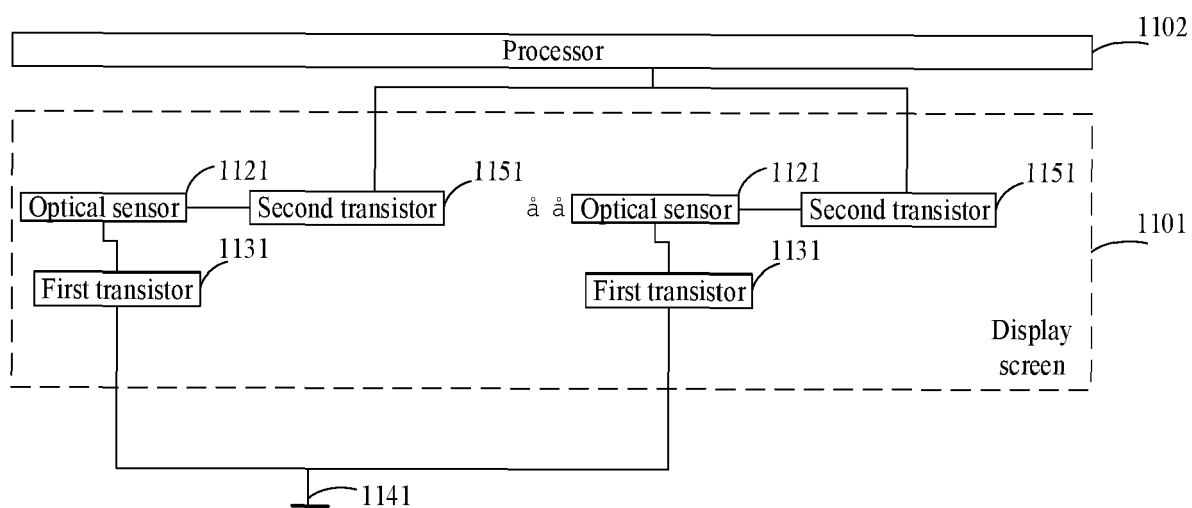 1102
Processor
1121
1151
1121
1151
Optical sensor
Second transistor
å å
Optical sensor
Second transistor
1101
1131
1131
First transistor
First transistor
Display
screen
1141